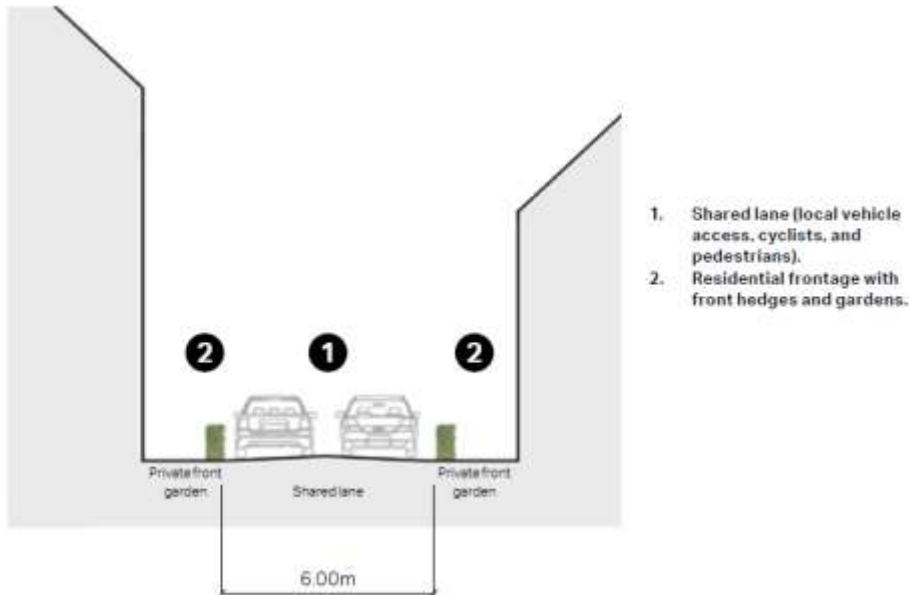 1. Shared lane (local vehicle
access, cyclists, and
pedestrians).
2. Residential frontage with
front hedges and gardens.
2
1
2
Private front
garden
Shared lane
Private front
garden
6.00m